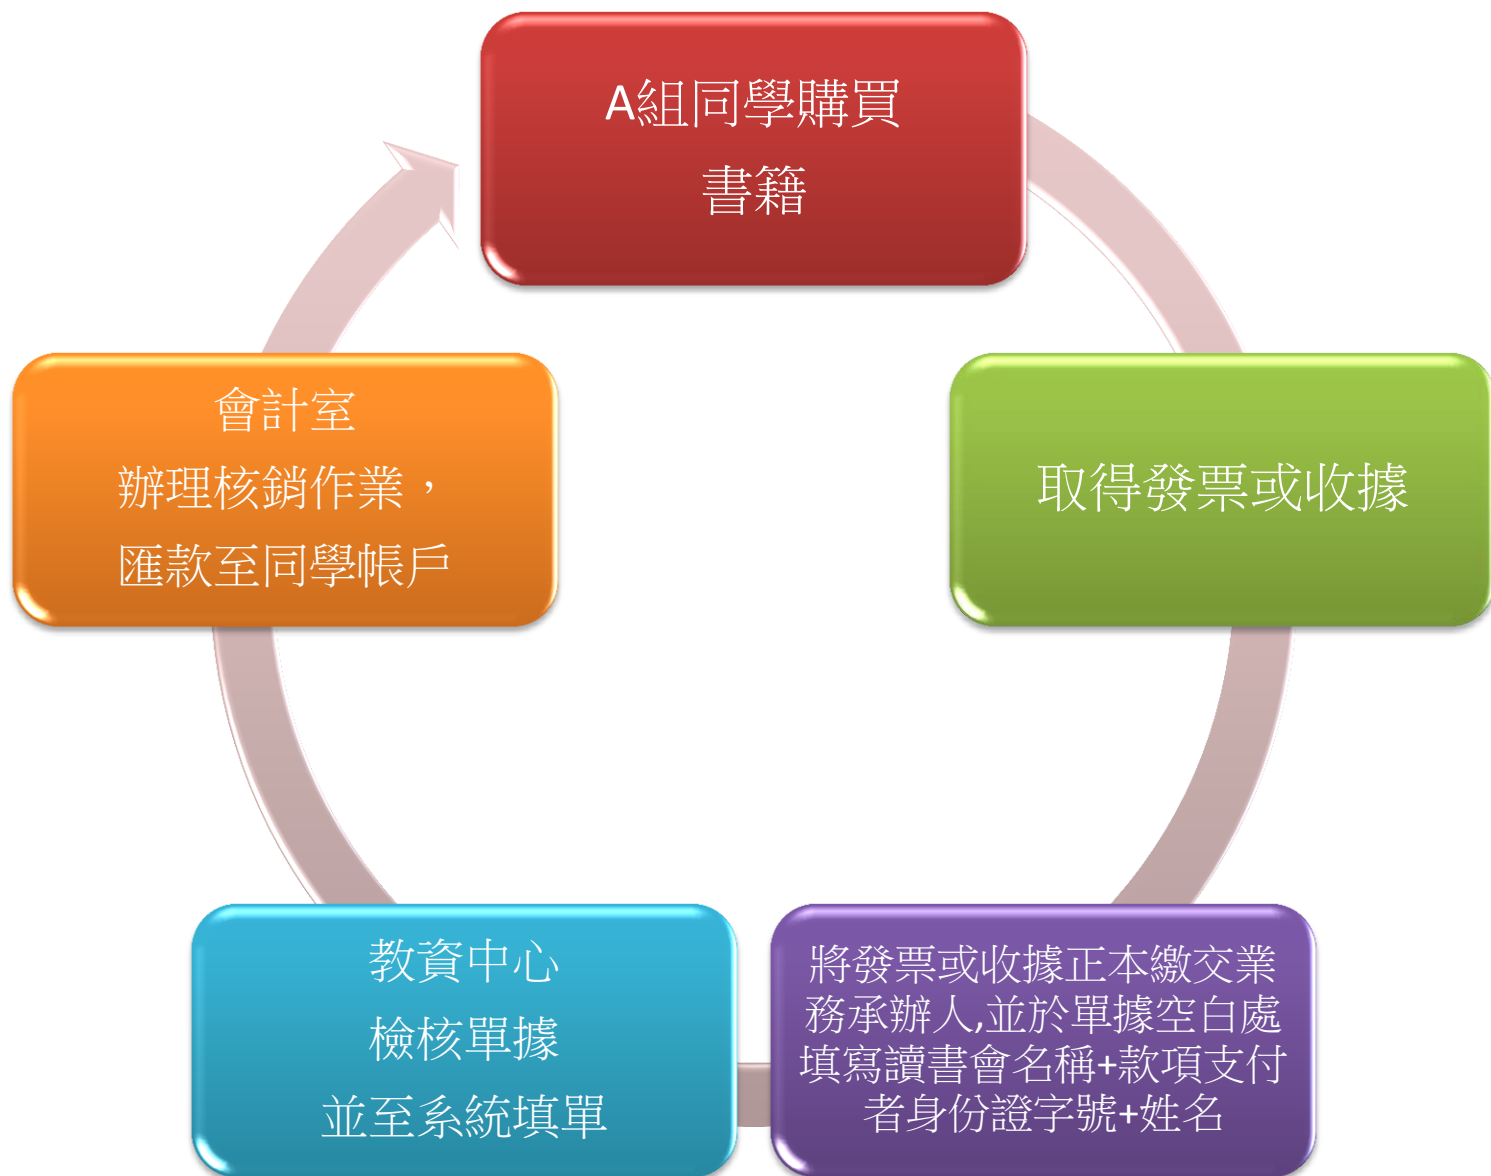 A組同學購買
書籍
取得發票或收據
將發票或收據正本繳交業
務承辦人,並於單據空白處
填寫讀書會名稱+款項支付
者身份證字號+姓名
教資中心
檢核單據
並至系統填單
會計室
辦理核銷作業，
匯款至同學帳戶